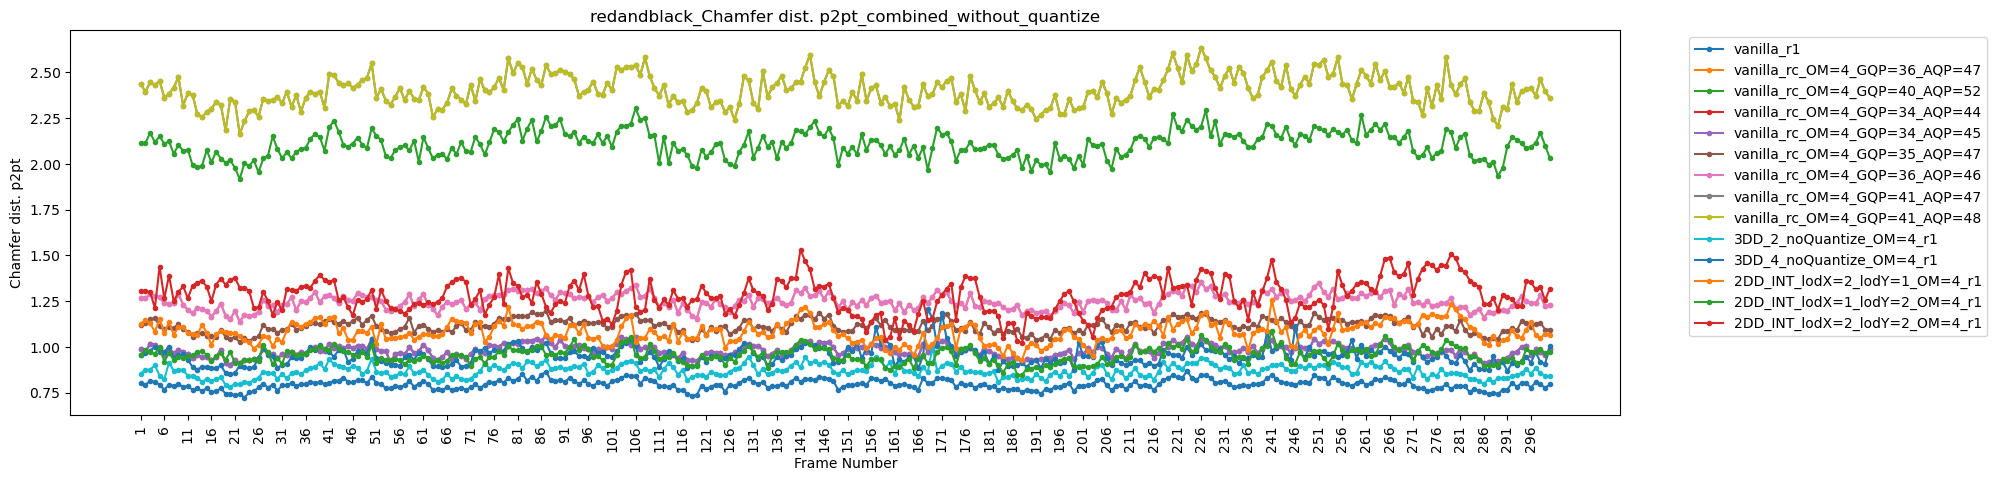 redandblack_Chamfer dist. p2pt_combined_without_quantize
Chamfer dist. p2pt
2.50
2.25
2.00
1.75
1.50
1.25
1.00
0.75
1 6 11 16 21 26 31 36 41 46 51 56 61 66 71 76 81 86 91 96 101 106 111 116 121 126 131 136 141 146 151 156 161 166 171 176 181 186 191 196 201 206 211 216 221 226 231 236 241 246 251 256 261 266 271 276 281 286 291 296
Frame Number
vanilla_r1
vanilla_rc_OM=4_GQP=36_AQP=47
vanilla_rc_OM=4_GQP=40_AQP=52
vanilla_rc_OM=4_GQP=34_AQP=44
vanilla_rc_OM=4_GQP=34_AQP=45
vanilla_rc_OM=4_GQP=35_AQP=47
vanilla_rc_OM=4_GQP=36_AQP=46
vanilla_rc_OM=4_GQP=41_AQP=47
vanilla_rc_OM=4_GQP=41_AQP=48
3DD_2_noQuantize_OM=4_r1
3DD_4_noQuantize_OM=4_r1
2DD_INT_lodX=2_lodY=1_OM=4_r1
2DD_INT_lodX=1_lodY=2_OM=4_r1
2DD_INT_lodX=2_lodY=2_OM=4_r1